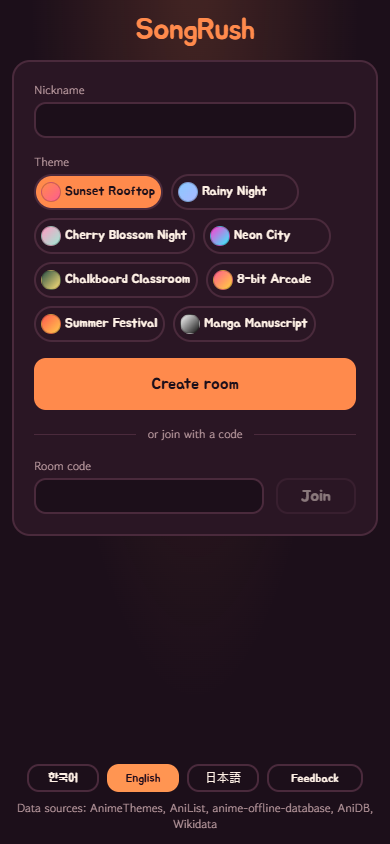 SongRush
Nickname
Theme
Sunset Rooftop
Rainy Night
Cherry Blossom Night
Neon City
Chalkboard Classroom
8-bit Arcade
Summer Festival
Manga Manuscript
Create room
or join with a code
Room code
Join
한국어
English
日本語
Feedback
Data sources: AnimeThemes, AniList, anime-offline-database, AniDB,
Wikidata